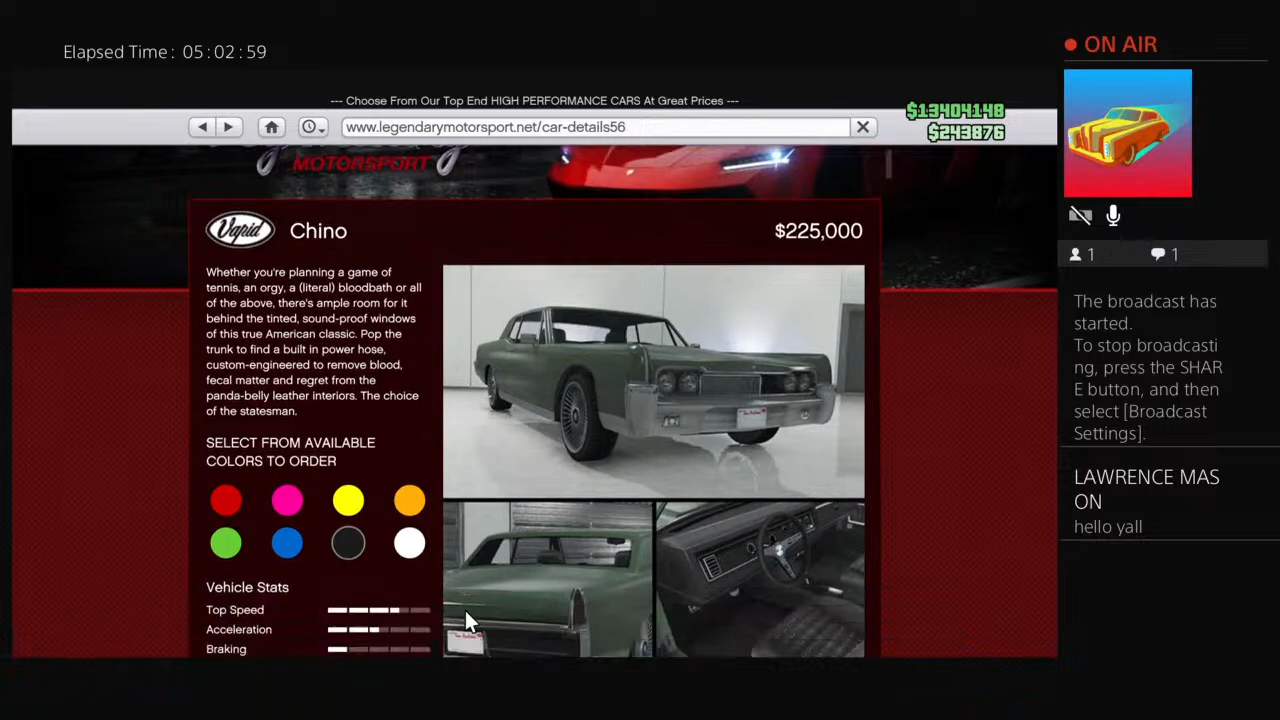 Elapsed Time: 05:02:59
ON AIR
--- Choose From Our Top End HIGH PERFORMANCE CARS At Great Prices ---
www.legendarymotorsport.net/car-details56
$13404148
$243876
MOTORSPORT
Vapid
Chino
$225,000
Whether you're planning a game of
tennis, an orgy, a (literal) bloodbath or all
of the above, there's ample room for it
behind the tinted, sound-proof windows
of this true American classic. Pop the
trunk to find a built in power hose,
custom-engineered to remove blood,
fecal matter and regret from the
panda-belly leather interiors. The choice
of the statesman.
SELECT FROM AVAILABLE
COLORS TO ORDER
Vehicle Stats
Top Speed
Acceleration
Braking
1
1
The broadcast has
started.
To stop broadcasti
ng, press the SHAR
E button, and then
select [Broadcast
Settings].
LAWRENCE MAS
ON
hello yall